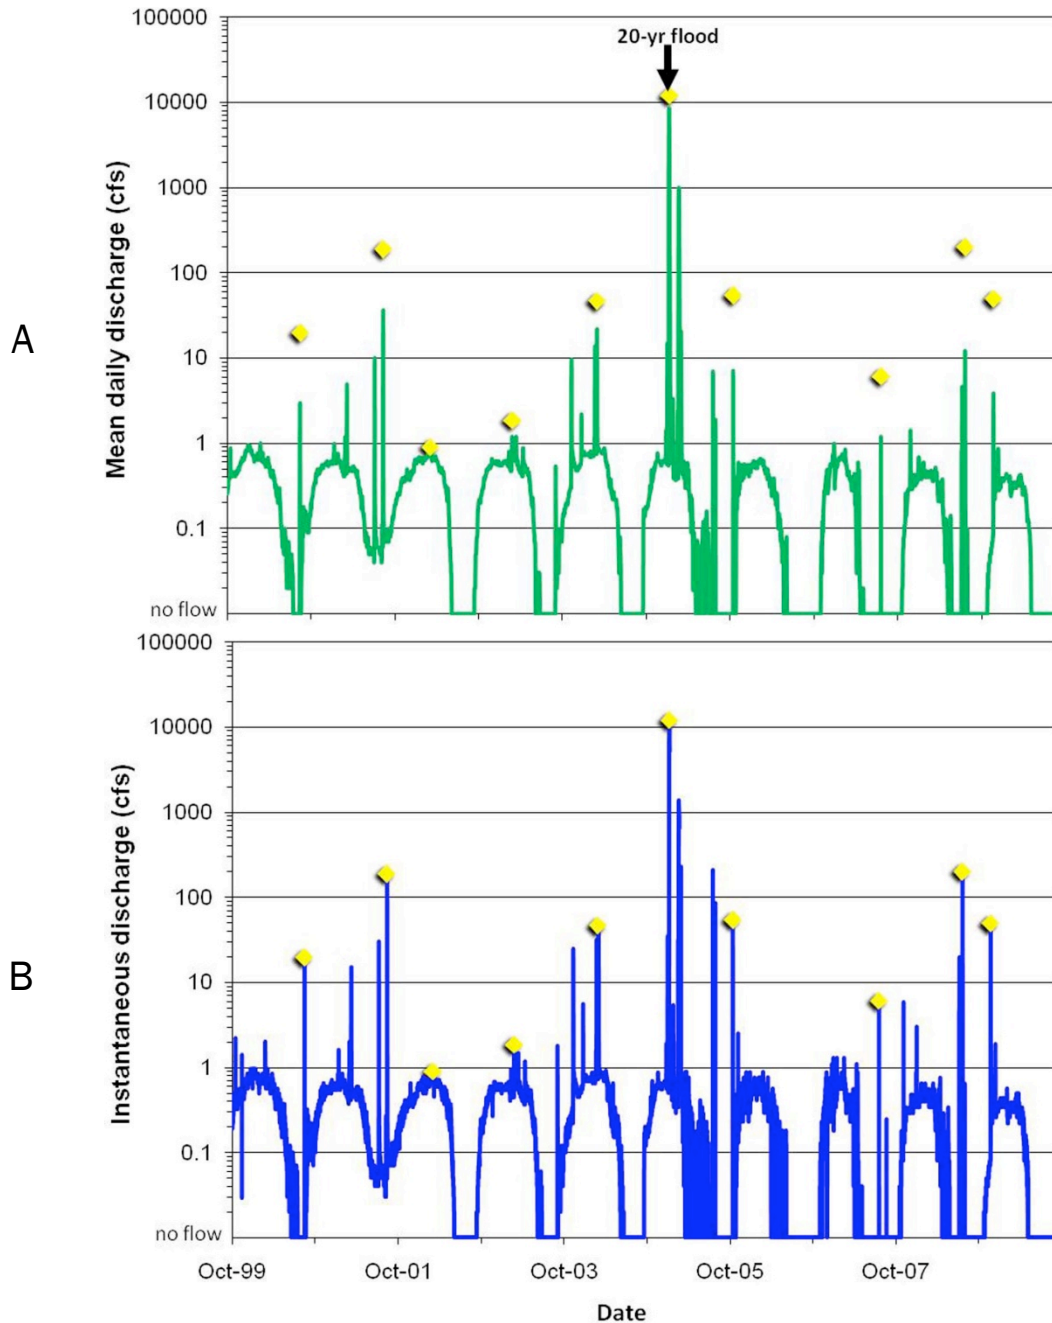 100000
20-yr flood
10000
1000
100
10
1
0.1
no flow
Mean daily discharge (cfs)
A
100000
10000
1000
100
10
1
0.1
no flow
Instantaneous discharge (cfs)
B
Oct-99 Oct-01 Oct-03 Oct-05 Oct-07
Date